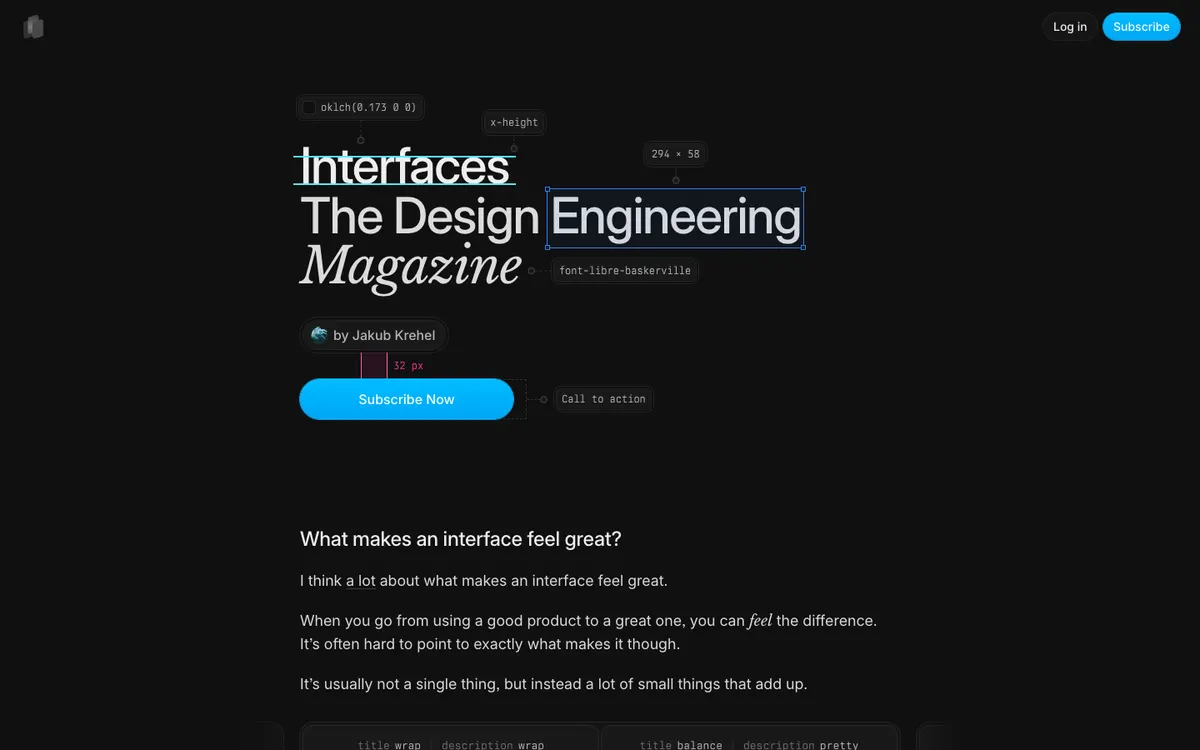 Log in
Subscribe
oklch(0.173 0 0)
x-height
294 × 58
Interfaces
The Design Engineering
Magazine
font-libre-baskerville
by Jakub Krehel
32 px
Subscribe Now
Call to action
What makes an interface feel great?
I think a lot about what makes an interface feel great.
When you go from using a good product to a great one, you can feel the difference.
It’s often hard to point to exactly what makes it though.
It’s usually not a single thing, but instead a lot of small things that add up.
title wrap description wrap
title balance description pretty